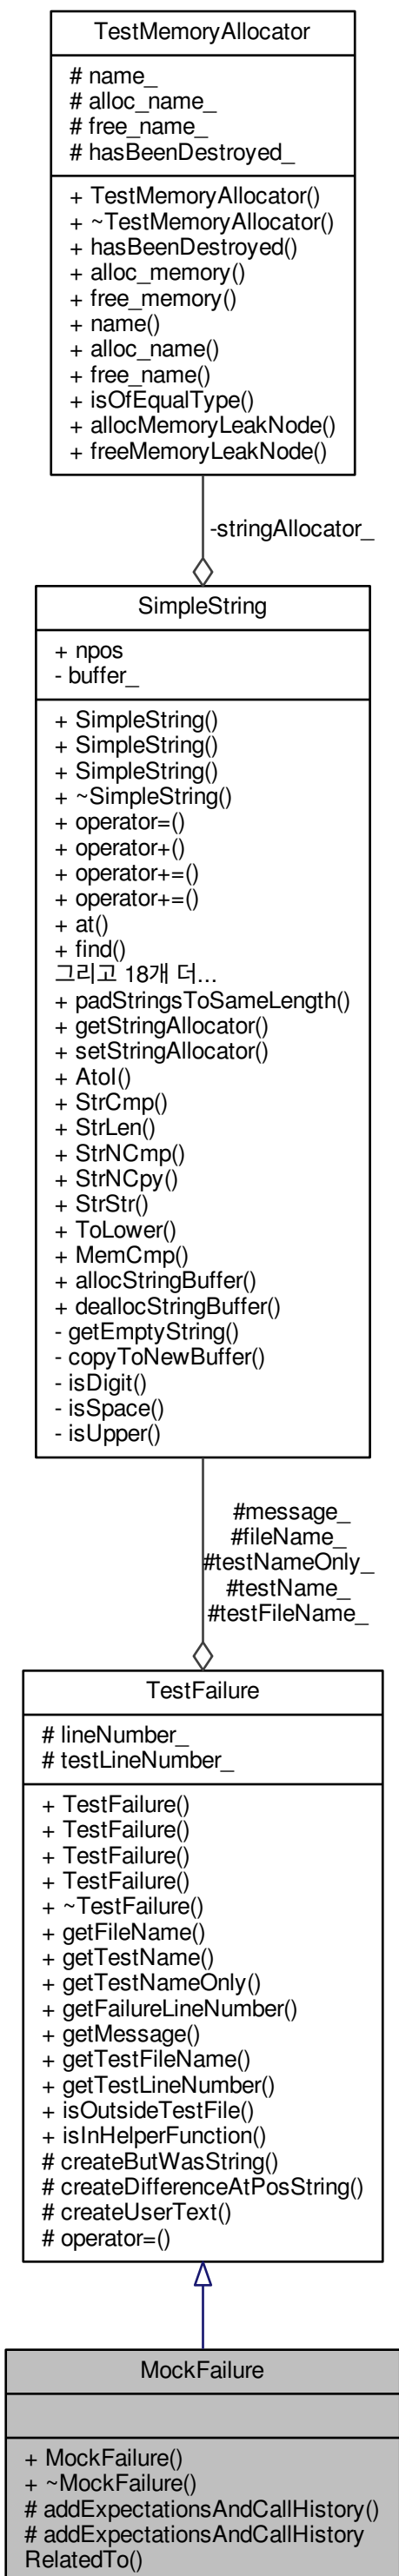 TestMemoryAllocator
# name_
# alloc_name_
# free_name_
# hasBeenDestroyed_
+ TestMemoryAllocator()
+ ~TestMemoryAllocator()
+ hasBeenDestroyed()
+ alloc_memory()
+ free_memory()
+ name()
+ alloc_name()
+ free_name()
+ isOfEqualType()
+ allocMemoryLeakNode()
+ freeMemoryLeakNode()
-stringAllocator_
SimpleString
+ npos
- buffer_
+ SimpleString()
+ SimpleString()
+ SimpleString()
+ ~SimpleString()
+ operator=()
+ operator+()
+ operator+=()
+ operator+=()
+ at()
+ find()
그리고 18개 더...
+ padStringsToSameLength()
+ getStringAllocator()
+ setStringAllocator()
+ AtoI()
+ StrCmp()
+ StrLen()
+ StrNCmp()
+ StrNCpy()
+ StrStr()
+ ToLower()
+ MemCmp()
+ allocStringBuffer()
+ deallocStringBuffer()
- getEmptyString()
- copyToNewBuffer()
- isDigit()
- isSpace()
- isUpper()
#message_
#fileName_
#testNameOnly_
#testName_
#testFileName_
TestFailure
# lineNumber_
# testLineNumber_
+ TestFailure()
+ TestFailure()
+ TestFailure()
+ TestFailure()
+ ~TestFailure()
+ getFileName()
+ getTestName()
+ getTestNameOnly()
+ getFailureLineNumber()
+ getMessage()
+ getTestFileName()
+ getTestLineNumber()
+ isOutsideTestFile()
+ isInHelperFunction()
# createButWasString()
# createDifferenceAtPosString()
# createUserText()
# operator=()
MockFailure
+ MockFailure()
+ ~MockFailure()
# addExpectationsAndCallHistory()
# addExpectationsAndCallHistory
RelatedTo()